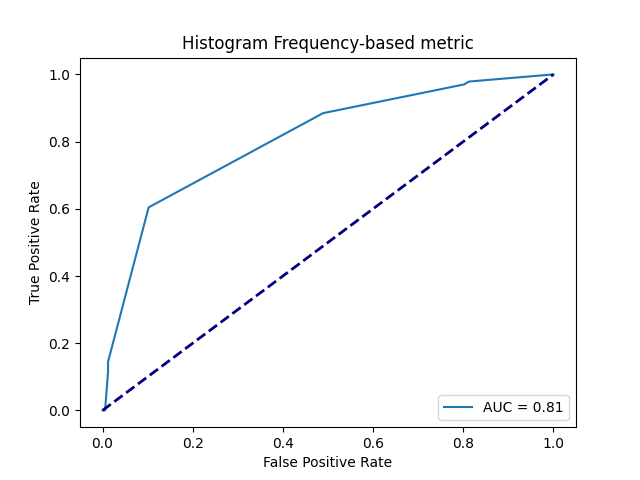 Histogram Frequency-based metric
1.0
0.8
0.6
0.4
0.2
0.0
True Positive Rate
AUC = 0.81
0.0 0.2 0.4 0.6 0.8 1.0
False Positive Rate